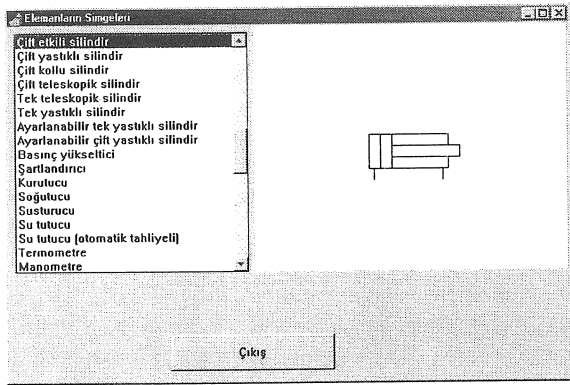 Elemanların Simgeleri
Çift etkili silindir
Çift yastıklı silindir
Çift kollu silindir
Çift teleskopik silindir
Tek teleskopik silindir
Tek yastıklı silindir
Ayarlanabilir tek yastıklı silindir
Ayarlanabilir çift yastıklı silindir
Basınç yükseltici
Şartlandırıcı
Kurutucu
Soğutucu
Susturucu
Su tutucu
Su tutucu (otomatik tahliyeli)
Termometre
Manometre
Çıkış